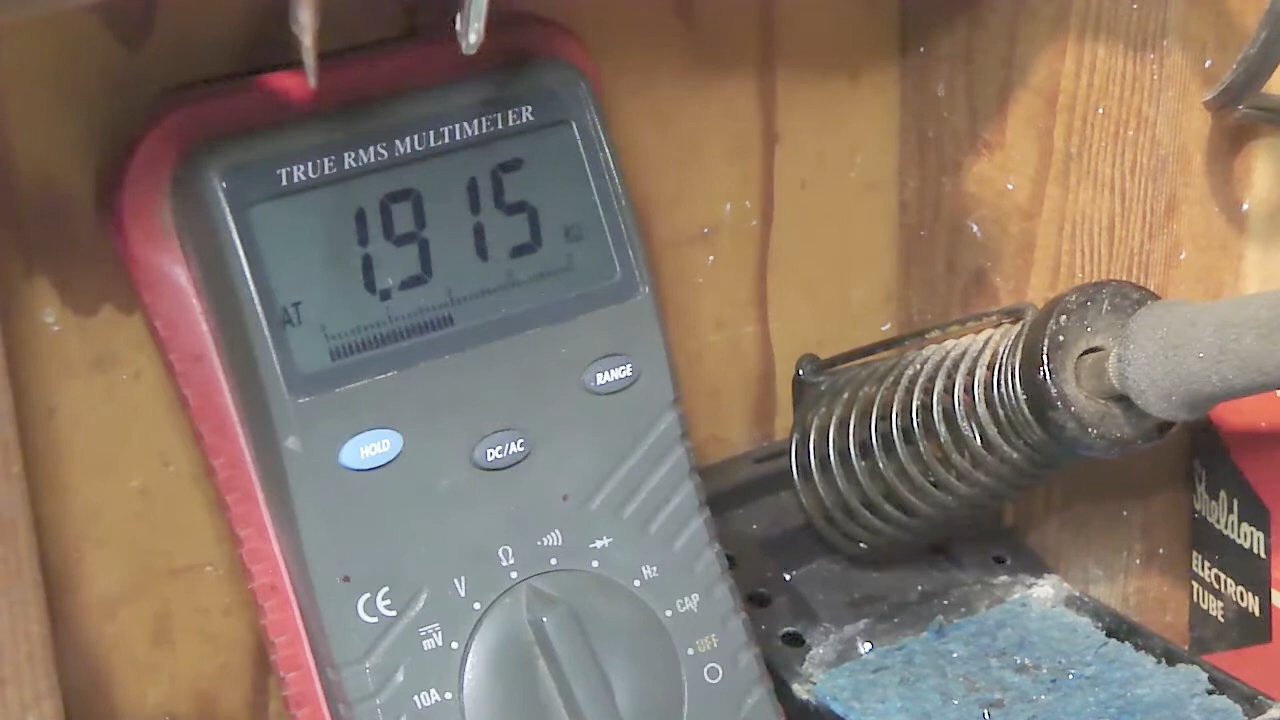 TRUE RMS MULTIMETER
1.915
AT
RANGE
HOLD
DC/AC
Ω
Hz
V
CAP
CE
mV
OFF
10A
Sheldon
ELECTRON
TUBE